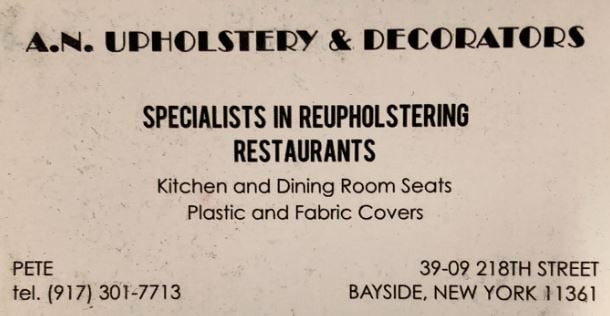 A.N. UPHOLSTERY & DECORATORS
SPECIALISTS IN REUPHOLSTERING
RESTAURANTS
Kitchen and Dining Room Seats
Plastic and Fabric Covers
PETE
tel. (917) 301-7713
39-09 218TH STREET
BAYSIDE, NEW YORK 11361